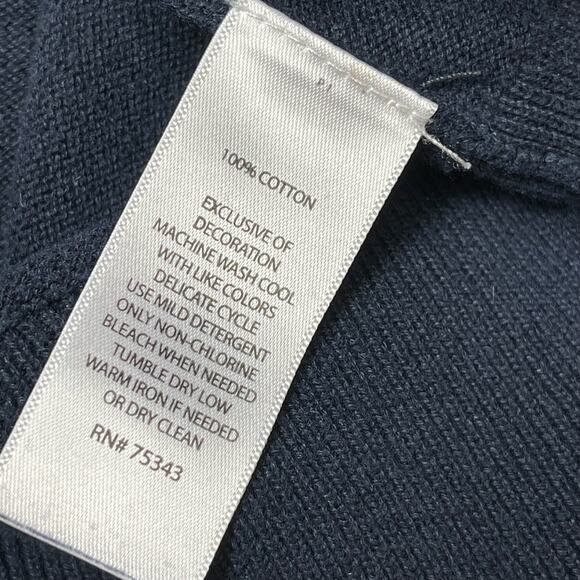 P I
100% COTTON
EXCLUSIVE OF
DECORATION
MACHINE WASH COOL
WITH LIKE COLORS
DELICATE CYCLE
USE MILD DETERGENT
ONLY NON-CHLORINE
BLEACH WHEN NEEDED
TUMBLE DRY LOW
WARM IRON IF NEEDED
OR DRY CLEAN
RN# 75343